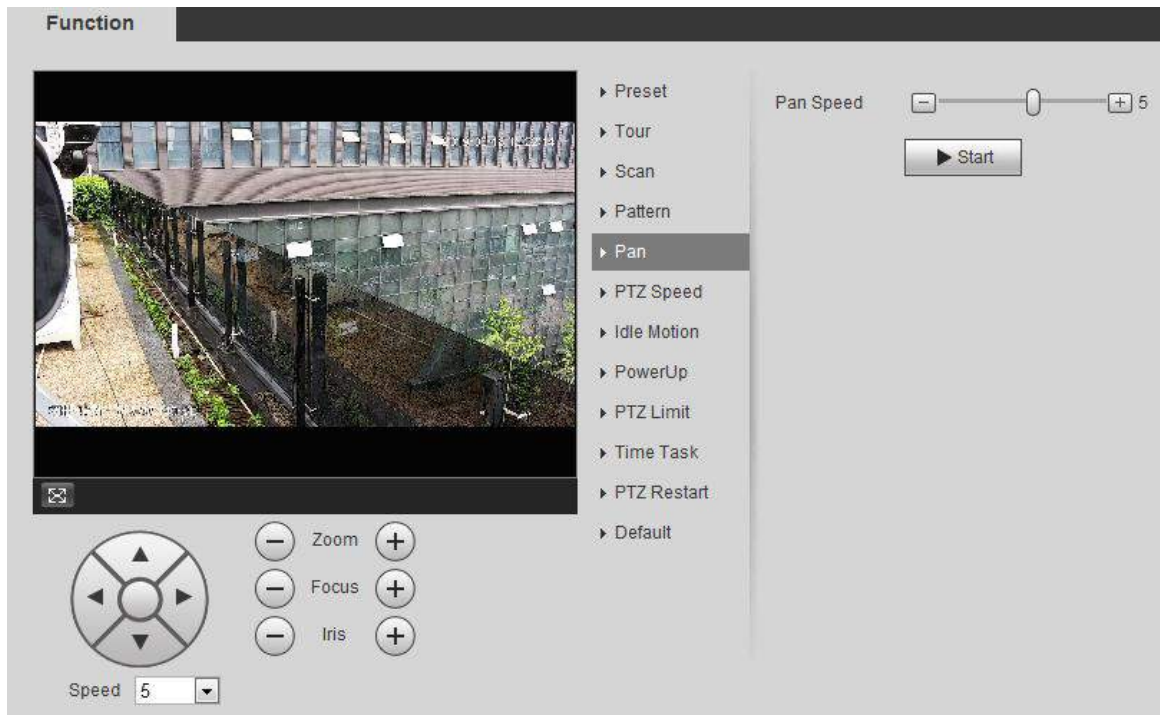 Function
Preset
Tour
Scan
Pattern
Pan
PTZ Speed
Idle Motion
PowerUp
PTZ Limit
Time Task
PTZ Restart
Default
Pan Speed 5
Start
Zoom
Focus
Iris
Speed 5